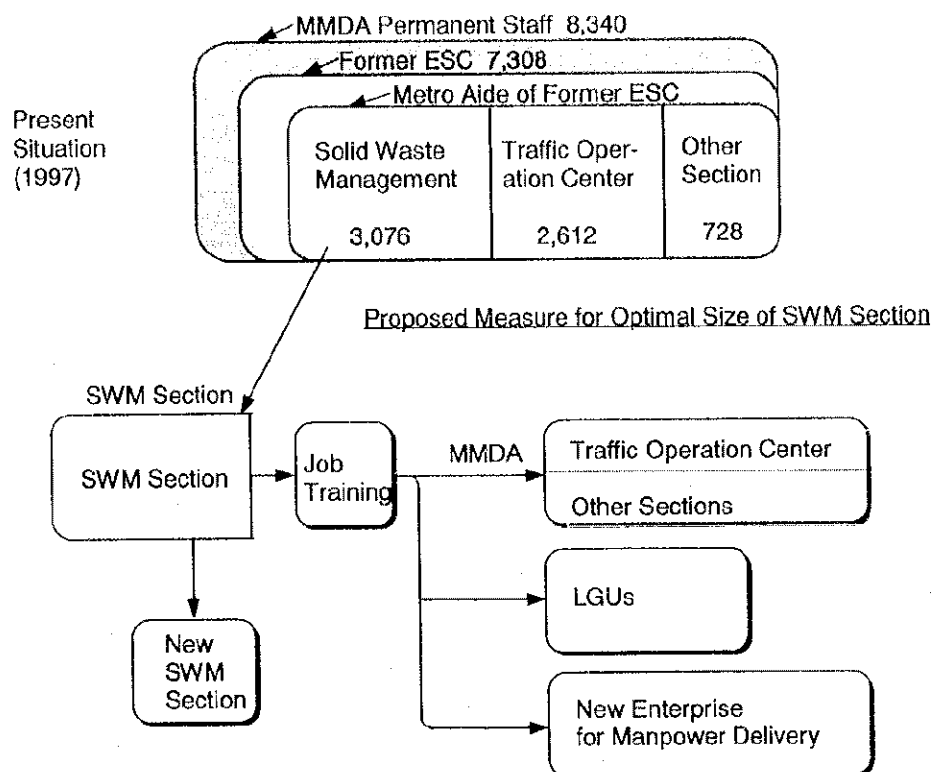 MMDA Permanent Staff 8,340
Former ESC 7,308
Metro Aide of Former ESC
Present
Situation
(1997)
Solid Waste
Management
3,076
Traffic Oper-
ation Center
2,612
Other
Section
728
Proposed Measure for Optimal Size of SWM Section
SWM Section
SWM Section
Job
Training
MMDA
Traffic Operation Center
Other Sections
LGUs
New
SWM
Section
New Enterprise
for Manpower Delivery